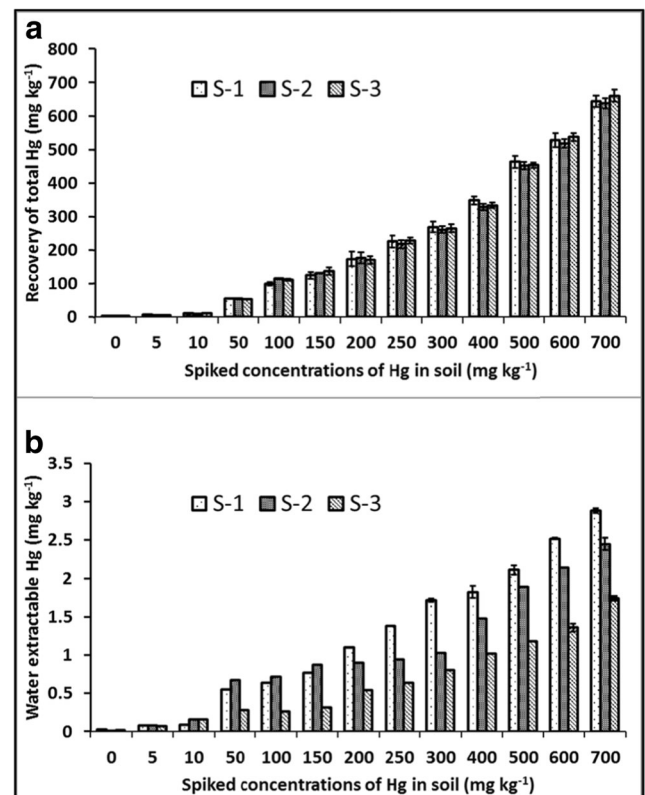 a
800
700
600
500
400
300
200
100
0
Recovery of total Hg (mg kg⁻¹)
S-1 S-2 S-3
0 5 10 50 100 150 200 250 300 400 500 600 700
Spiked concentrations of Hg in soil (mg kg⁻¹)
b
3.5
3
2.5
2
1.5
1
0.5
0
Water extractable Hg (mg kg⁻¹)
S-1 S-2 S-3
0 5 10 50 100 150 200 250 300 400 500 600 700
Spiked concentrations of Hg in soil (mg kg⁻¹)